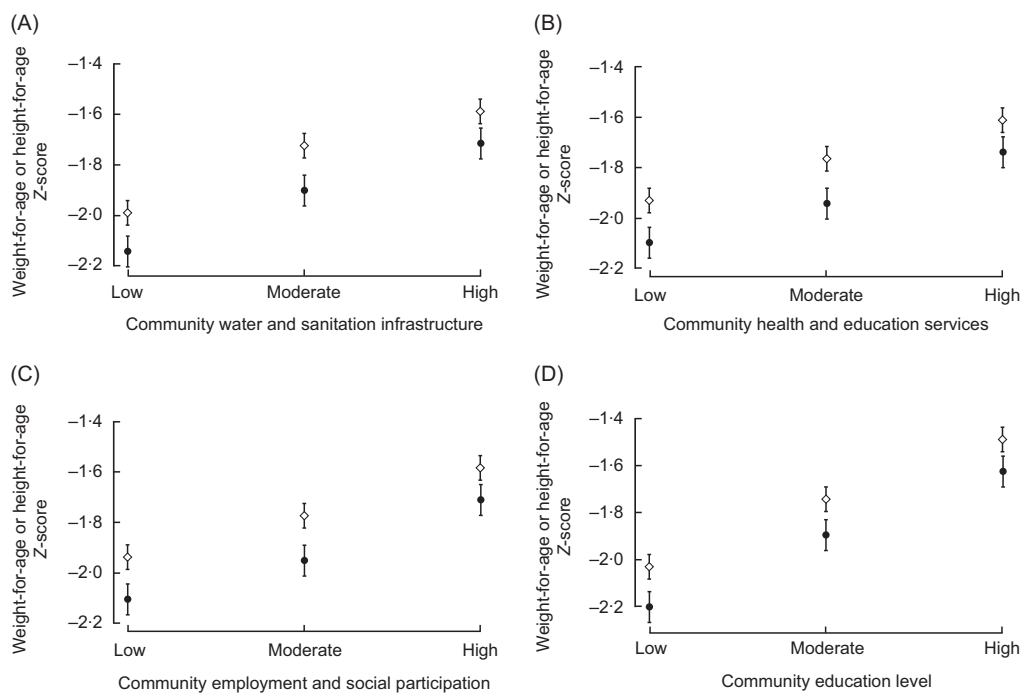 (A)
Weight-for-age or height-for-age
Z-score
–1·4
–1·6
–1·8
–2·0
–2·2
Low
Moderate
High
Community water and sanitation infrastructure
(B)
Weight-for-age or height-for-age
Z-score
–1·4
–1·6
–1·8
–2·0
–2·2
Low
Moderate
High
Community health and education services
(C)
Weight-for-age or height-for-age
Z-score
–1·4
–1·6
–1·8
–2·0
–2·2
Low
Moderate
High
Community employment and social participation
(D)
Weight-for-age or height-for-age
Z-score
–1·4
–1·6
–1·8
–2·0
–2·2
Low
Moderate
High
Community education level